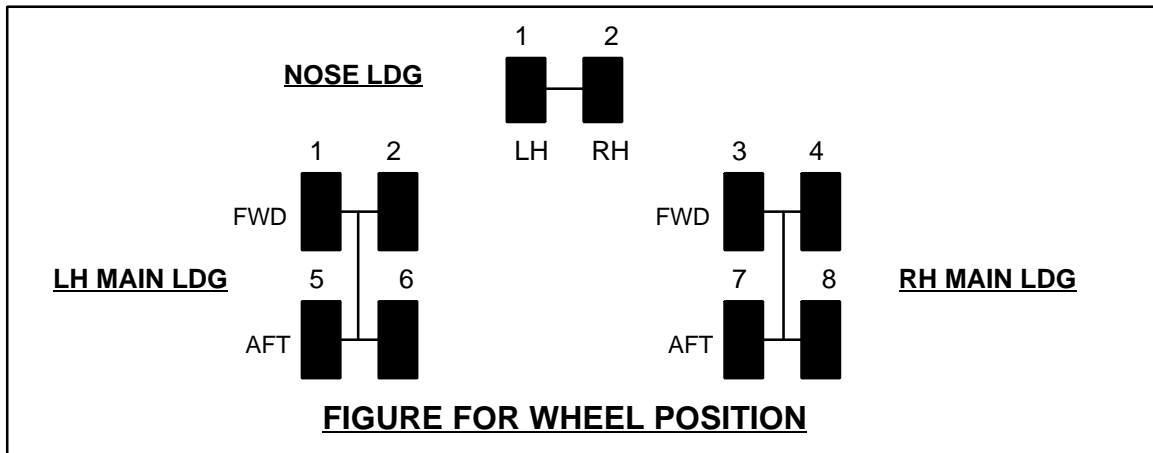 1 2
NOSE LDG
LH RH
1 2 3 4
FWD FWD
LH MAIN LDG 5 6 7 8 RH MAIN LDG
AFT AFT
FIGURE FOR WHEEL POSITION